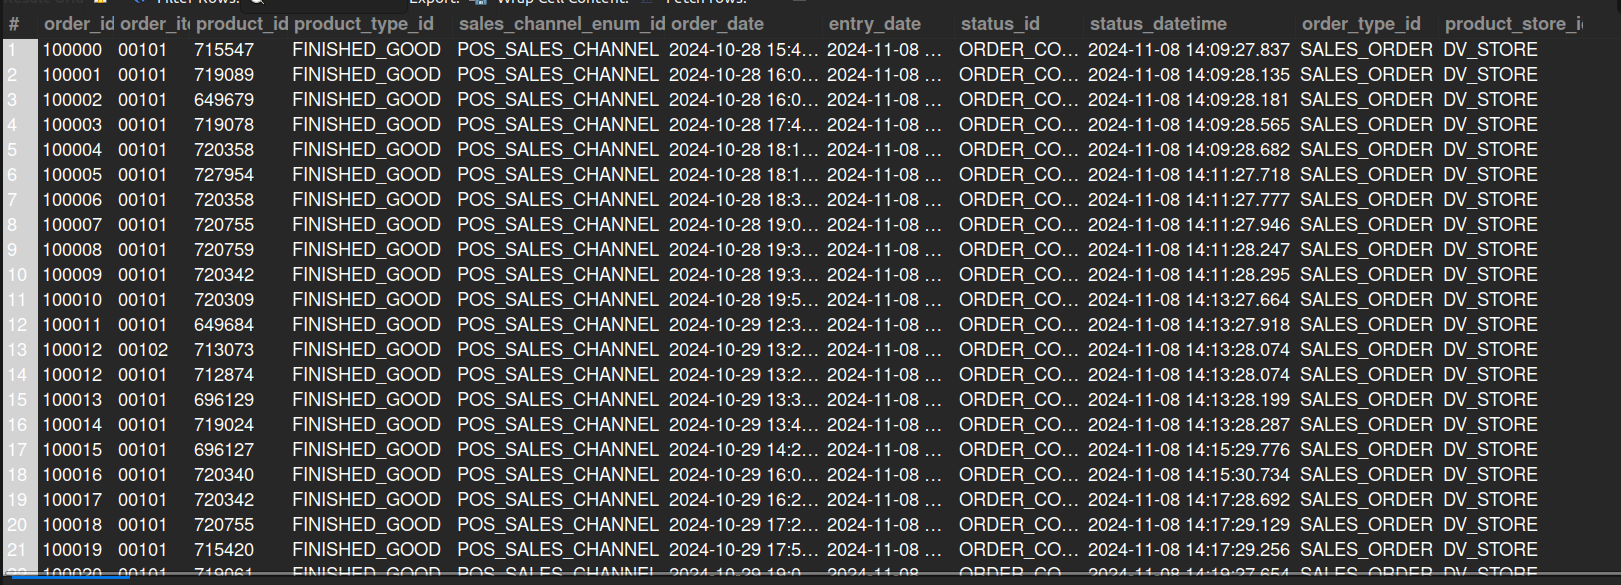 Result Grid Filter Rows: Export: Wrap Cell Content: Fetch rows:
# order_id order_ite product_id product_type_id sales_channel_enum_id order_date entry_date status_id status_datetime order_type_id product_store_i
1 100000 00101 715547 FINISHED_GOOD POS_SALES_CHANNEL 2024-10-28 15:4... 2024-11-08 ... ORDER_CO... 2024-11-08 14:09:27.837 SALES_ORDER DV_STORE
2 100001 00101 719089 FINISHED_GOOD POS_SALES_CHANNEL 2024-10-28 16:0... 2024-11-08 ... ORDER_CO... 2024-11-08 14:09:28.135 SALES_ORDER DV_STORE
3 100002 00101 649679 FINISHED_GOOD POS_SALES_CHANNEL 2024-10-28 16:0... 2024-11-08 ... ORDER_CO... 2024-11-08 14:09:28.181 SALES_ORDER DV_STORE
4 100003 00101 719078 FINISHED_GOOD POS_SALES_CHANNEL 2024-10-28 17:4... 2024-11-08 ... ORDER_CO... 2024-11-08 14:09:28.565 SALES_ORDER DV_STORE
5 100004 00101 720358 FINISHED_GOOD POS_SALES_CHANNEL 2024-10-28 18:1... 2024-11-08 ... ORDER_CO... 2024-11-08 14:09:28.682 SALES_ORDER DV_STORE
6 100005 00101 727954 FINISHED_GOOD POS_SALES_CHANNEL 2024-10-28 18:1... 2024-11-08 ... ORDER_CO... 2024-11-08 14:11:27.718 SALES_ORDER DV_STORE
7 100006 00101 720358 FINISHED_GOOD POS_SALES_CHANNEL 2024-10-28 18:3... 2024-11-08 ... ORDER_CO... 2024-11-08 14:11:27.777 SALES_ORDER DV_STORE
8 100007 00101 720755 FINISHED_GOOD POS_SALES_CHANNEL 2024-10-28 19:0... 2024-11-08 ... ORDER_CO... 2024-11-08 14:11:27.946 SALES_ORDER DV_STORE
9 100008 00101 720759 FINISHED_GOOD POS_SALES_CHANNEL 2024-10-28 19:3... 2024-11-08 ... ORDER_CO... 2024-11-08 14:11:28.247 SALES_ORDER DV_STORE
10 100009 00101 720342 FINISHED_GOOD POS_SALES_CHANNEL 2024-10-28 19:3... 2024-11-08 ... ORDER_CO... 2024-11-08 14:11:28.295 SALES_ORDER DV_STORE
11 100010 00101 720309 FINISHED_GOOD POS_SALES_CHANNEL 2024-10-28 19:5... 2024-11-08 ... ORDER_CO... 2024-11-08 14:13:27.664 SALES_ORDER DV_STORE
12 100011 00101 649684 FINISHED_GOOD POS_SALES_CHANNEL 2024-10-29 12:3... 2024-11-08 ... ORDER_CO... 2024-11-08 14:13:27.918 SALES_ORDER DV_STORE
13 100012 00102 713073 FINISHED_GOOD POS_SALES_CHANNEL 2024-10-29 13:2... 2024-11-08 ... ORDER_CO... 2024-11-08 14:13:28.074 SALES_ORDER DV_STORE
14 100012 00101 712874 FINISHED_GOOD POS_SALES_CHANNEL 2024-10-29 13:2... 2024-11-08 ... ORDER_CO... 2024-11-08 14:13:28.074 SALES_ORDER DV_STORE
15 100013 00101 696129 FINISHED_GOOD POS_SALES_CHANNEL 2024-10-29 13:3... 2024-11-08 ... ORDER_CO... 2024-11-08 14:13:28.199 SALES_ORDER DV_STORE
16 100014 00101 719024 FINISHED_GOOD POS_SALES_CHANNEL 2024-10-29 13:4... 2024-11-08 ... ORDER_CO... 2024-11-08 14:13:28.287 SALES_ORDER DV_STORE
17 100015 00101 696127 FINISHED_GOOD POS_SALES_CHANNEL 2024-10-29 14:2... 2024-11-08 ... ORDER_CO... 2024-11-08 14:15:29.776 SALES_ORDER DV_STORE
18 100016 00101 720340 FINISHED_GOOD POS_SALES_CHANNEL 2024-10-29 16:0... 2024-11-08 ... ORDER_CO... 2024-11-08 14:15:30.734 SALES_ORDER DV_STORE
19 100017 00101 720342 FINISHED_GOOD POS_SALES_CHANNEL 2024-10-29 16:2... 2024-11-08 ... ORDER_CO... 2024-11-08 14:17:28.692 SALES_ORDER DV_STORE
20 100018 00101 720755 FINISHED_GOOD POS_SALES_CHANNEL 2024-10-29 17:2... 2024-11-08 ... ORDER_CO... 2024-11-08 14:17:29.129 SALES_ORDER DV_STORE
21 100019 00101 715420 FINISHED_GOOD POS_SALES_CHANNEL 2024-10-29 17:5... 2024-11-08 ... ORDER_CO... 2024-11-08 14:17:29.256 SALES_ORDER DV_STORE
22 100020 00101 719061 FINISHED_GOOD POS_SALES_CHANNEL 2024-10-29 19:0... 2024-11-08 ... ORDER_CO... 2024-11-08 14:19:27.654 SALES_ORDER DV_STORE